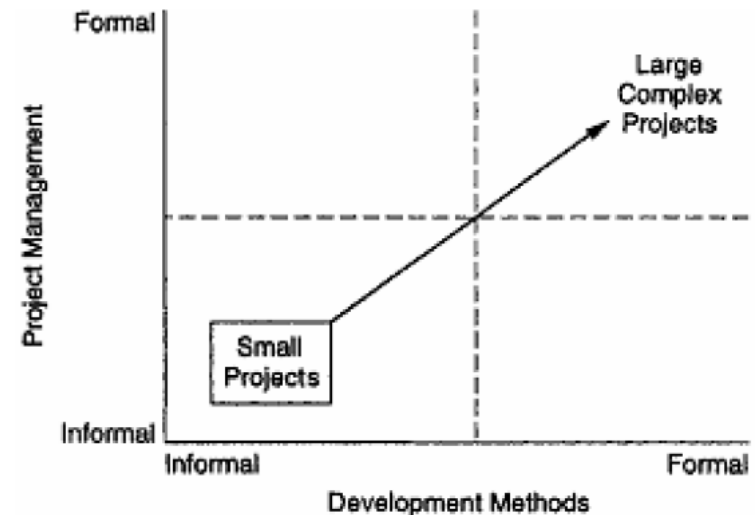 Formal
Large
Complex
Projects
Project Management
Small
Projects
Informal
Informal
Formal
Development Methods